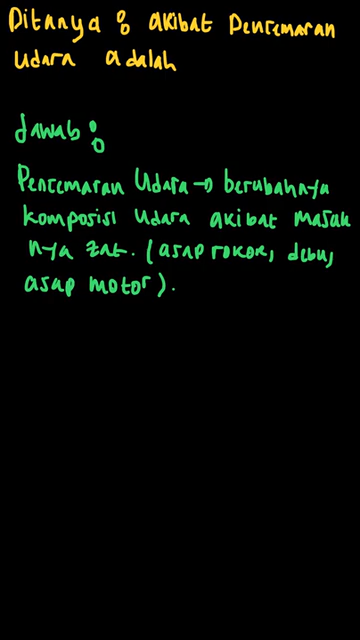 Ditanya : akibat Pencemaran
udara adalah
Jawab :
Pencemaran Udara → berubahnya
komposisi udara akibat masuk
nya zat. (asap rokok, debu,
asap motor).